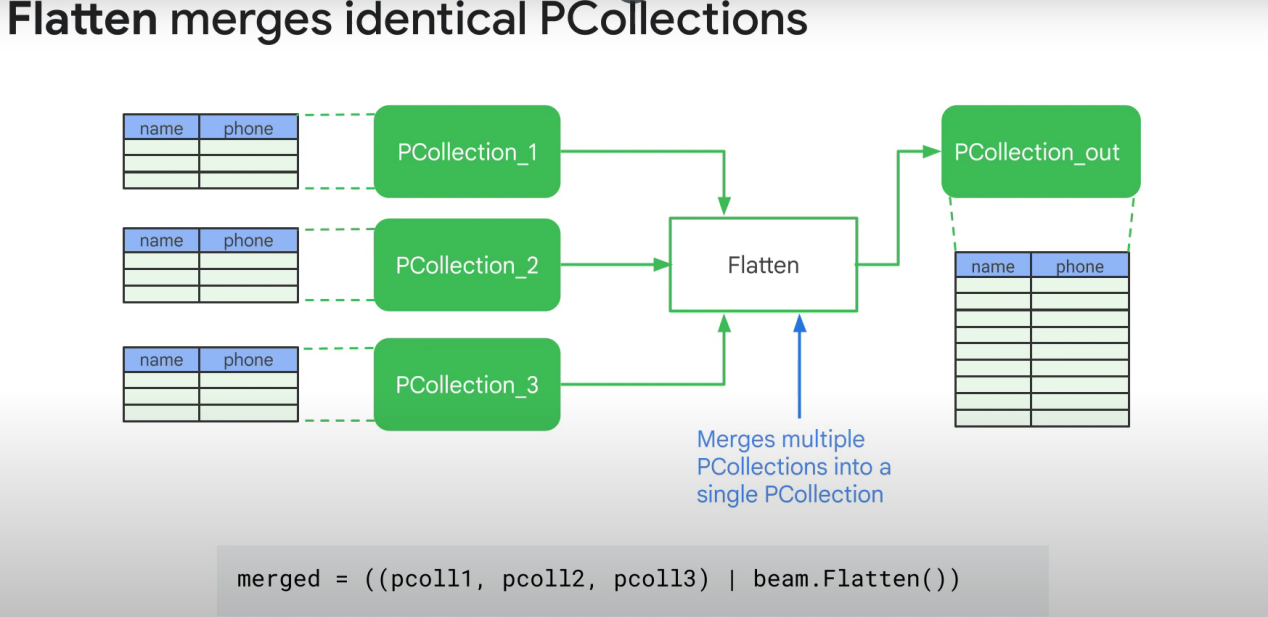 Flatten merges identical PCollections
name phone
PCollection_1
PCollection_out
name phone
PCollection_2
Flatten
name phone
name phone
PCollection_3
Merges multiple
PCollections into a
single PCollection
merged = ((pcoll1, pcoll2, pcoll3) | beam.Flatten())